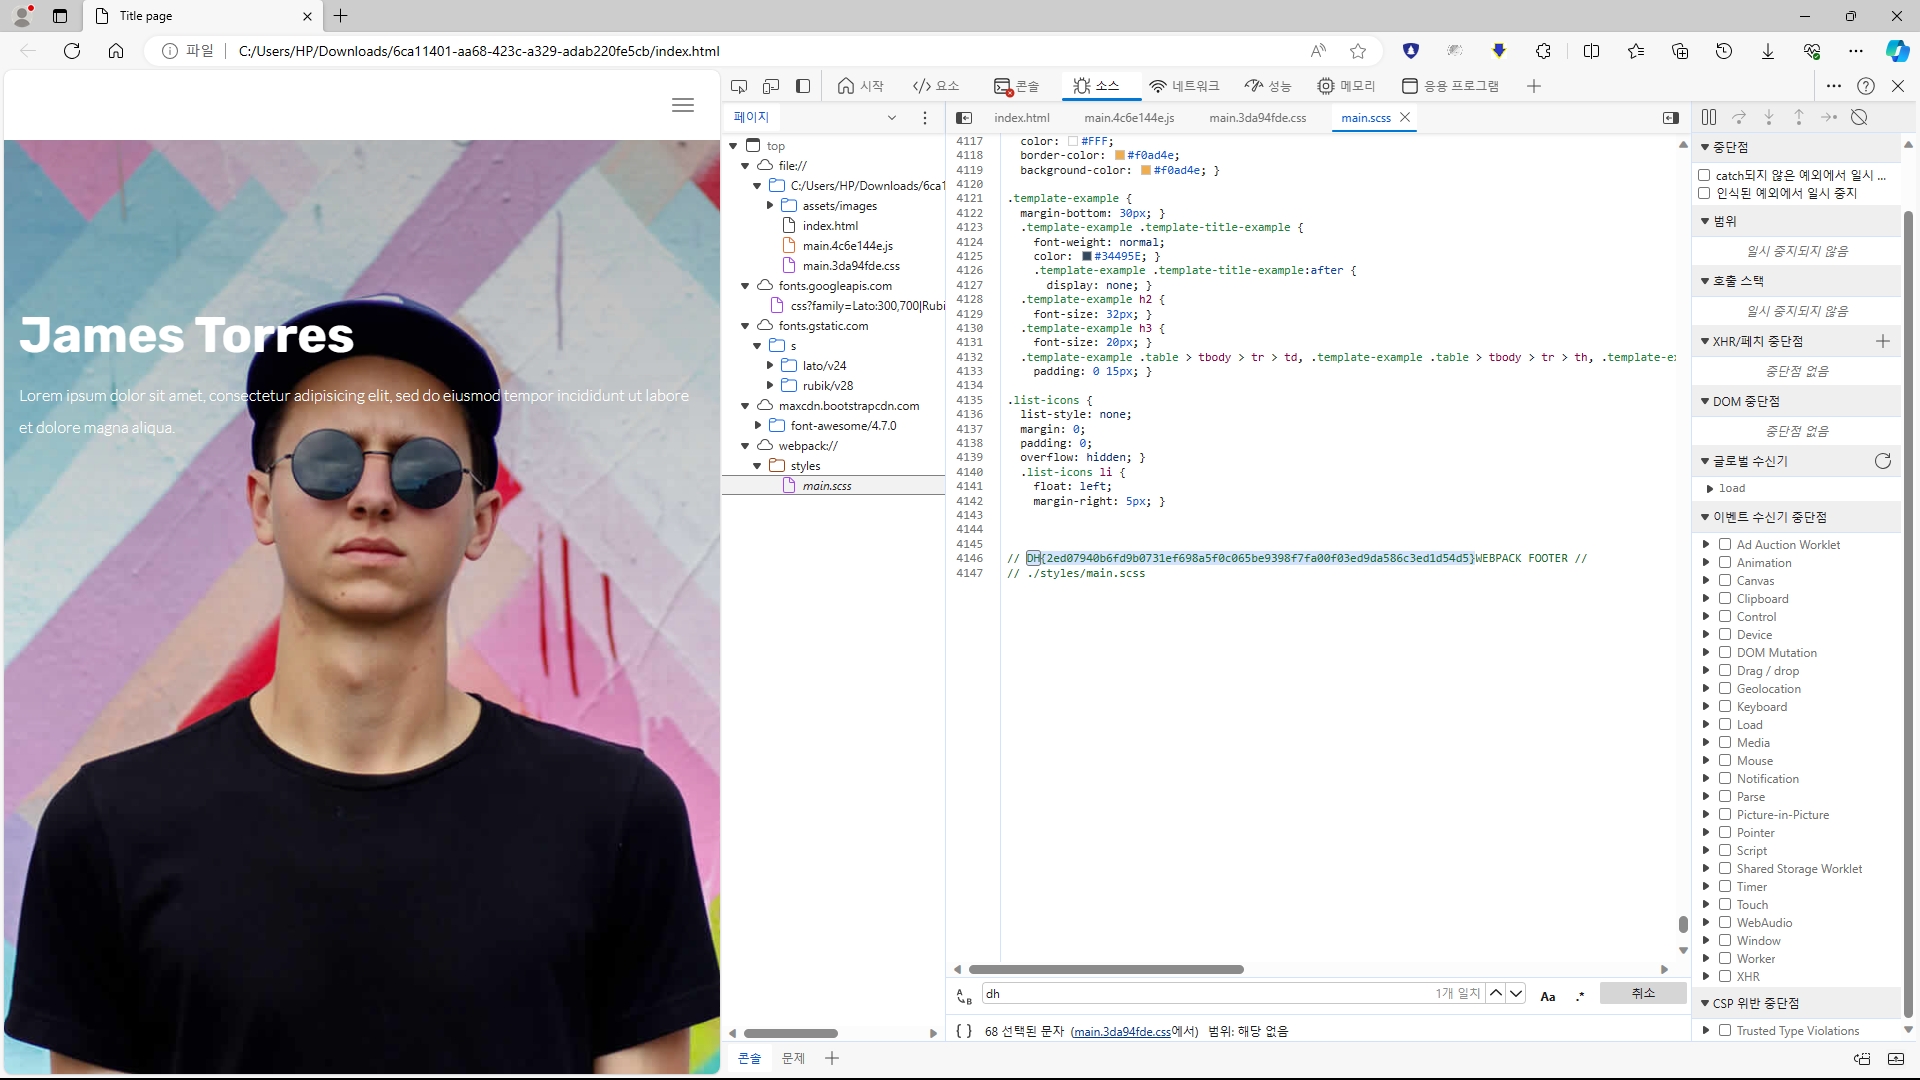 Title page
파일
C:/Users/HP/Downloads/6ca11401-aa68-423c-a329-adab220fe5cb/index.html
시작
요소
콘솔
소스
네트워크
성능
메모리
응용 프로그램
James Torres
Lorem ipsum dolor sit amet, consectetur adipisicing elit, sed do eiusmod tempor incididunt ut labore
et dolore magna aliqua.
페이지
top
file://
C:/Users/HP/Downloads/6ca1
assets/images
index.html
main.4c6e144e.js
main.3da94fde.css
fonts.googleapis.com
css?family=Lato:300,700|Rubi
fonts.gstatic.com
s
lato/v24
rubik/v28
maxcdn.bootstrapcdn.com
font-awesome/4.7.0
webpack://
styles
main.scss
index.html
main.4c6e144e.js
main.3da94fde.css
main.scss
4117 color: #FFF;
4118 border-color: #f0ad4e;
4119 background-color: #f0ad4e; }
4120
4121 .template-example {
4122 margin-bottom: 30px; }
4123 .template-example .template-title-example {
4124 font-weight: normal;
4125 color: #34495E; }
4126 .template-example .template-title-example:after {
4127 display: none; }
4128 .template-example h2 {
4129 font-size: 32px; }
4130 .template-example h3 {
4131 font-size: 20px; }
4132 .template-example .table > tbody > tr > td, .template-example .table > tbody > tr > th, .template-e
4133 padding: 0 15px; }
4134
4135 .list-icons {
4136 list-style: none;
4137 margin: 0;
4138 padding: 0;
4139 overflow: hidden; }
4140 .list-icons li {
4141 float: left;
4142 margin-right: 5px; }
4143
4144
4145
4146 // DH{2ed07940b6fd9b0731ef698a5f0c065be9398f7fa00f03ed9da586c3ed1d54d5}WEBPACK FOOTER //
4147 // ./styles/main.scss
dh
1개 일치
Aa
.*
취소
{ } 68 선택된 문자 (main.3da94fde.css에서) 범위: 해당 없음
콘솔
문제
중단점
catch되지 않은 예외에서 일시 ...
인식된 예외에서 일시 중지
범위
일시 중지되지 않음
호출 스택
일시 중지되지 않음
XHR/페치 중단점
중단점 없음
DOM 중단점
중단점 없음
글로벌 수신기
load
이벤트 수신기 중단점
Ad Auction Worklet
Animation
Canvas
Clipboard
Control
Device
DOM Mutation
Drag / drop
Geolocation
Keyboard
Load
Media
Mouse
Notification
Parse
Picture-in-Picture
Pointer
Script
Shared Storage Worklet
Timer
Touch
WebAudio
Window
Worker
XHR
CSP 위반 중단점
Trusted Type Violations